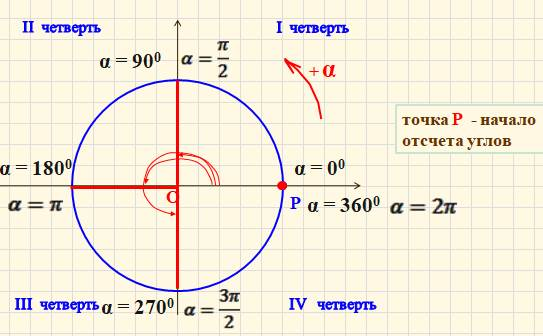 II четверть
I четверть
α = 90⁰ α = π/2
+ α
точка P - начало
отсчета углов
α = 180⁰
α = 0⁰
O
α = π
P α = 360⁰ α = 2π
III четверть α = 270⁰ α = 3π/2
IV четверть